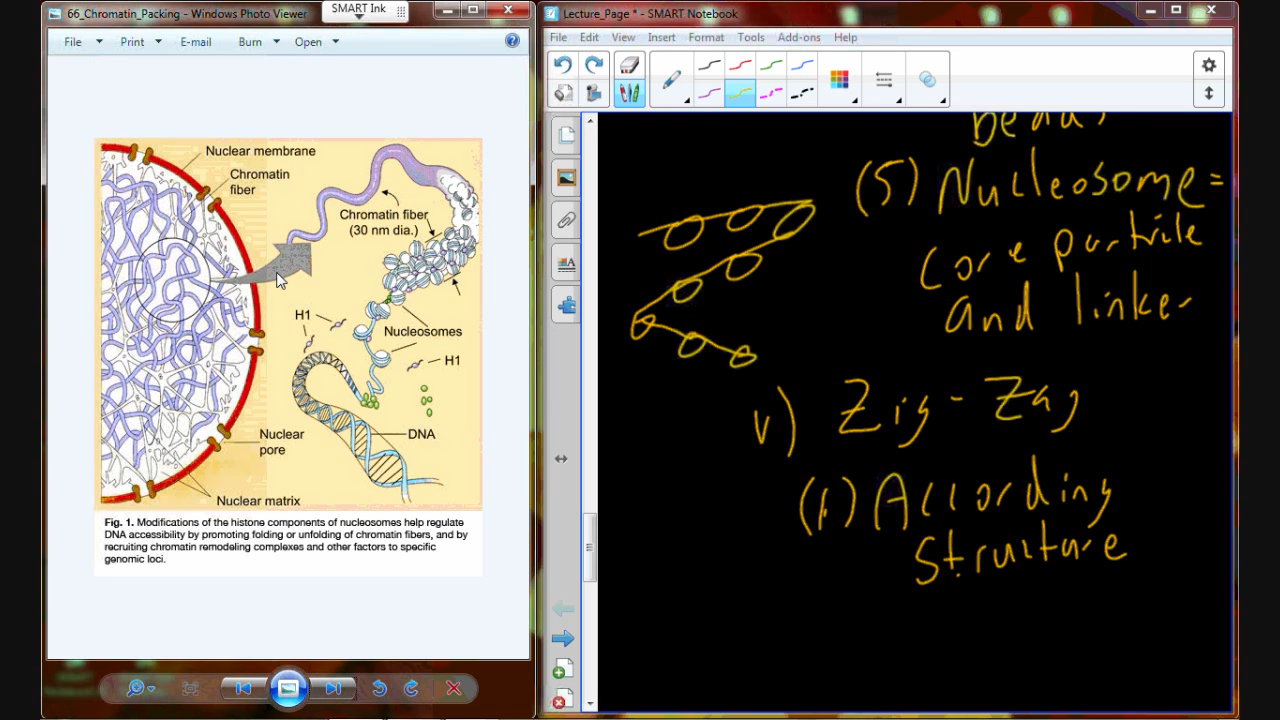 66_Chromatin_Packing - Windows Photo Viewer
SMART Ink
File Print E-mail Burn Open
Nuclear membrane
Chromatin
fiber
Chromatin fiber
(30 nm dia.)
H1
Nucleosomes
H1
DNA
Nuclear
pore
Nuclear matrix
Fig. 1. Modifications of the histone components of nucleosomes help regulate
DNA accessibility by promoting folding or unfolding of chromatin fibers, and by
recruiting chromatin remodeling complexes and other factors to specific
genomic loci.
Lecture_Page * - SMART Notebook
File Edit View Insert Format Tools Add-ons Help
(5) Nucleosome =
core particle
and linker
v) Zig-Zag
(1) According
structure